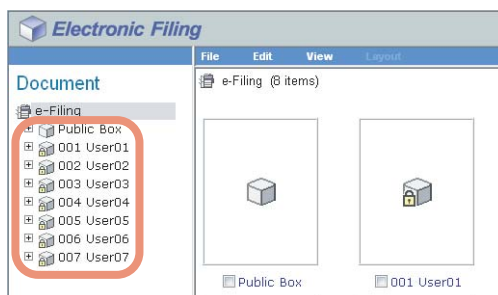 Electronic Filing
File Edit View Layout
Document
e-Filing
Public Box
001 User01
002 User02
003 User03
004 User04
005 User05
006 User06
007 User07
e-Filing (8 items)
Public Box
001 User01